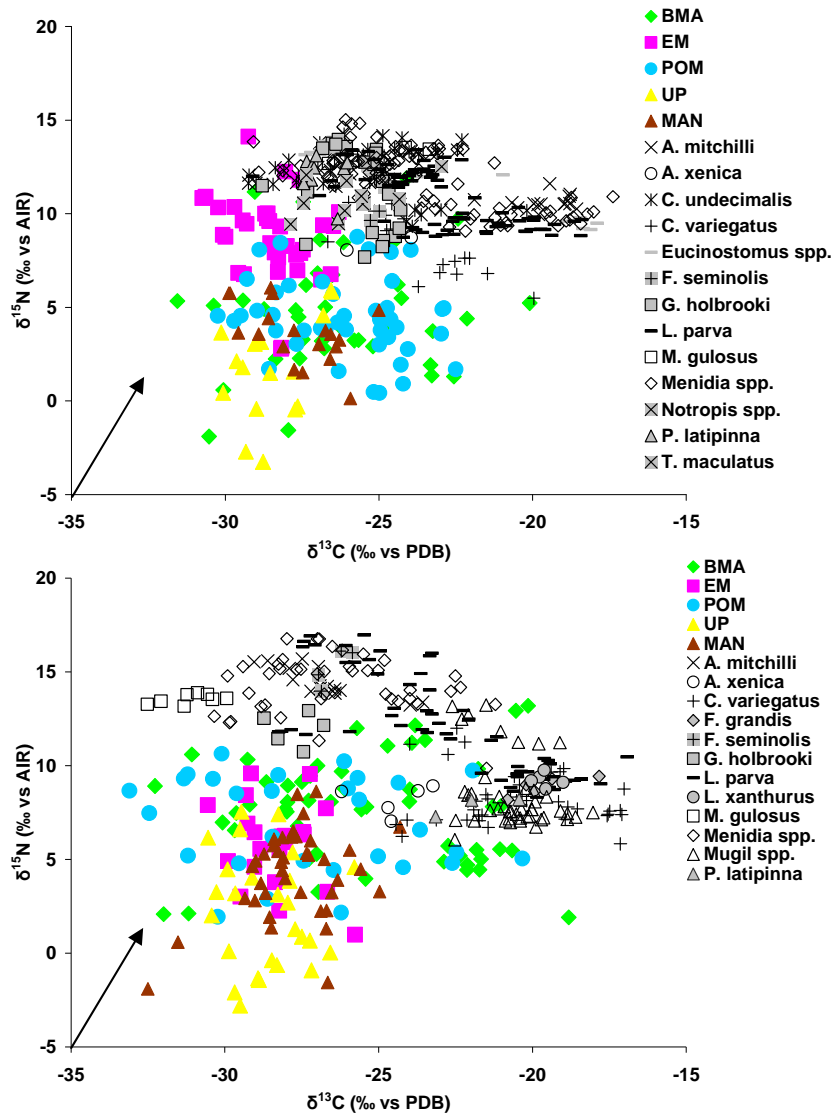 20
15
10
5
0
-5
-35
-30
-25
-20
-15
δ15N (‰ vs AIR)
δ13C (‰ vs PDB)
BMA
EM
POM
UP
MAN
A. mitchilli
A. xenica
C. undecimalis
C. variegatus
Eucinostomus spp.
F. seminolis
G. holbrooki
L. parva
M. gulosus
Menidia spp.
Notropis spp.
P. latipinna
T. maculatus
20
15
10
5
0
-5
-35
-30
-25
-20
-15
δ15N (‰ vs AIR)
δ13C (‰ vs PDB)
BMA
EM
POM
UP
MAN
A. mitchilli
A. xenica
C. variegatus
F. grandis
F. seminolis
G. holbrooki
L. parva
L. xanthurus
M. gulosus
Menidia spp.
Mugil spp.
P. latipinna